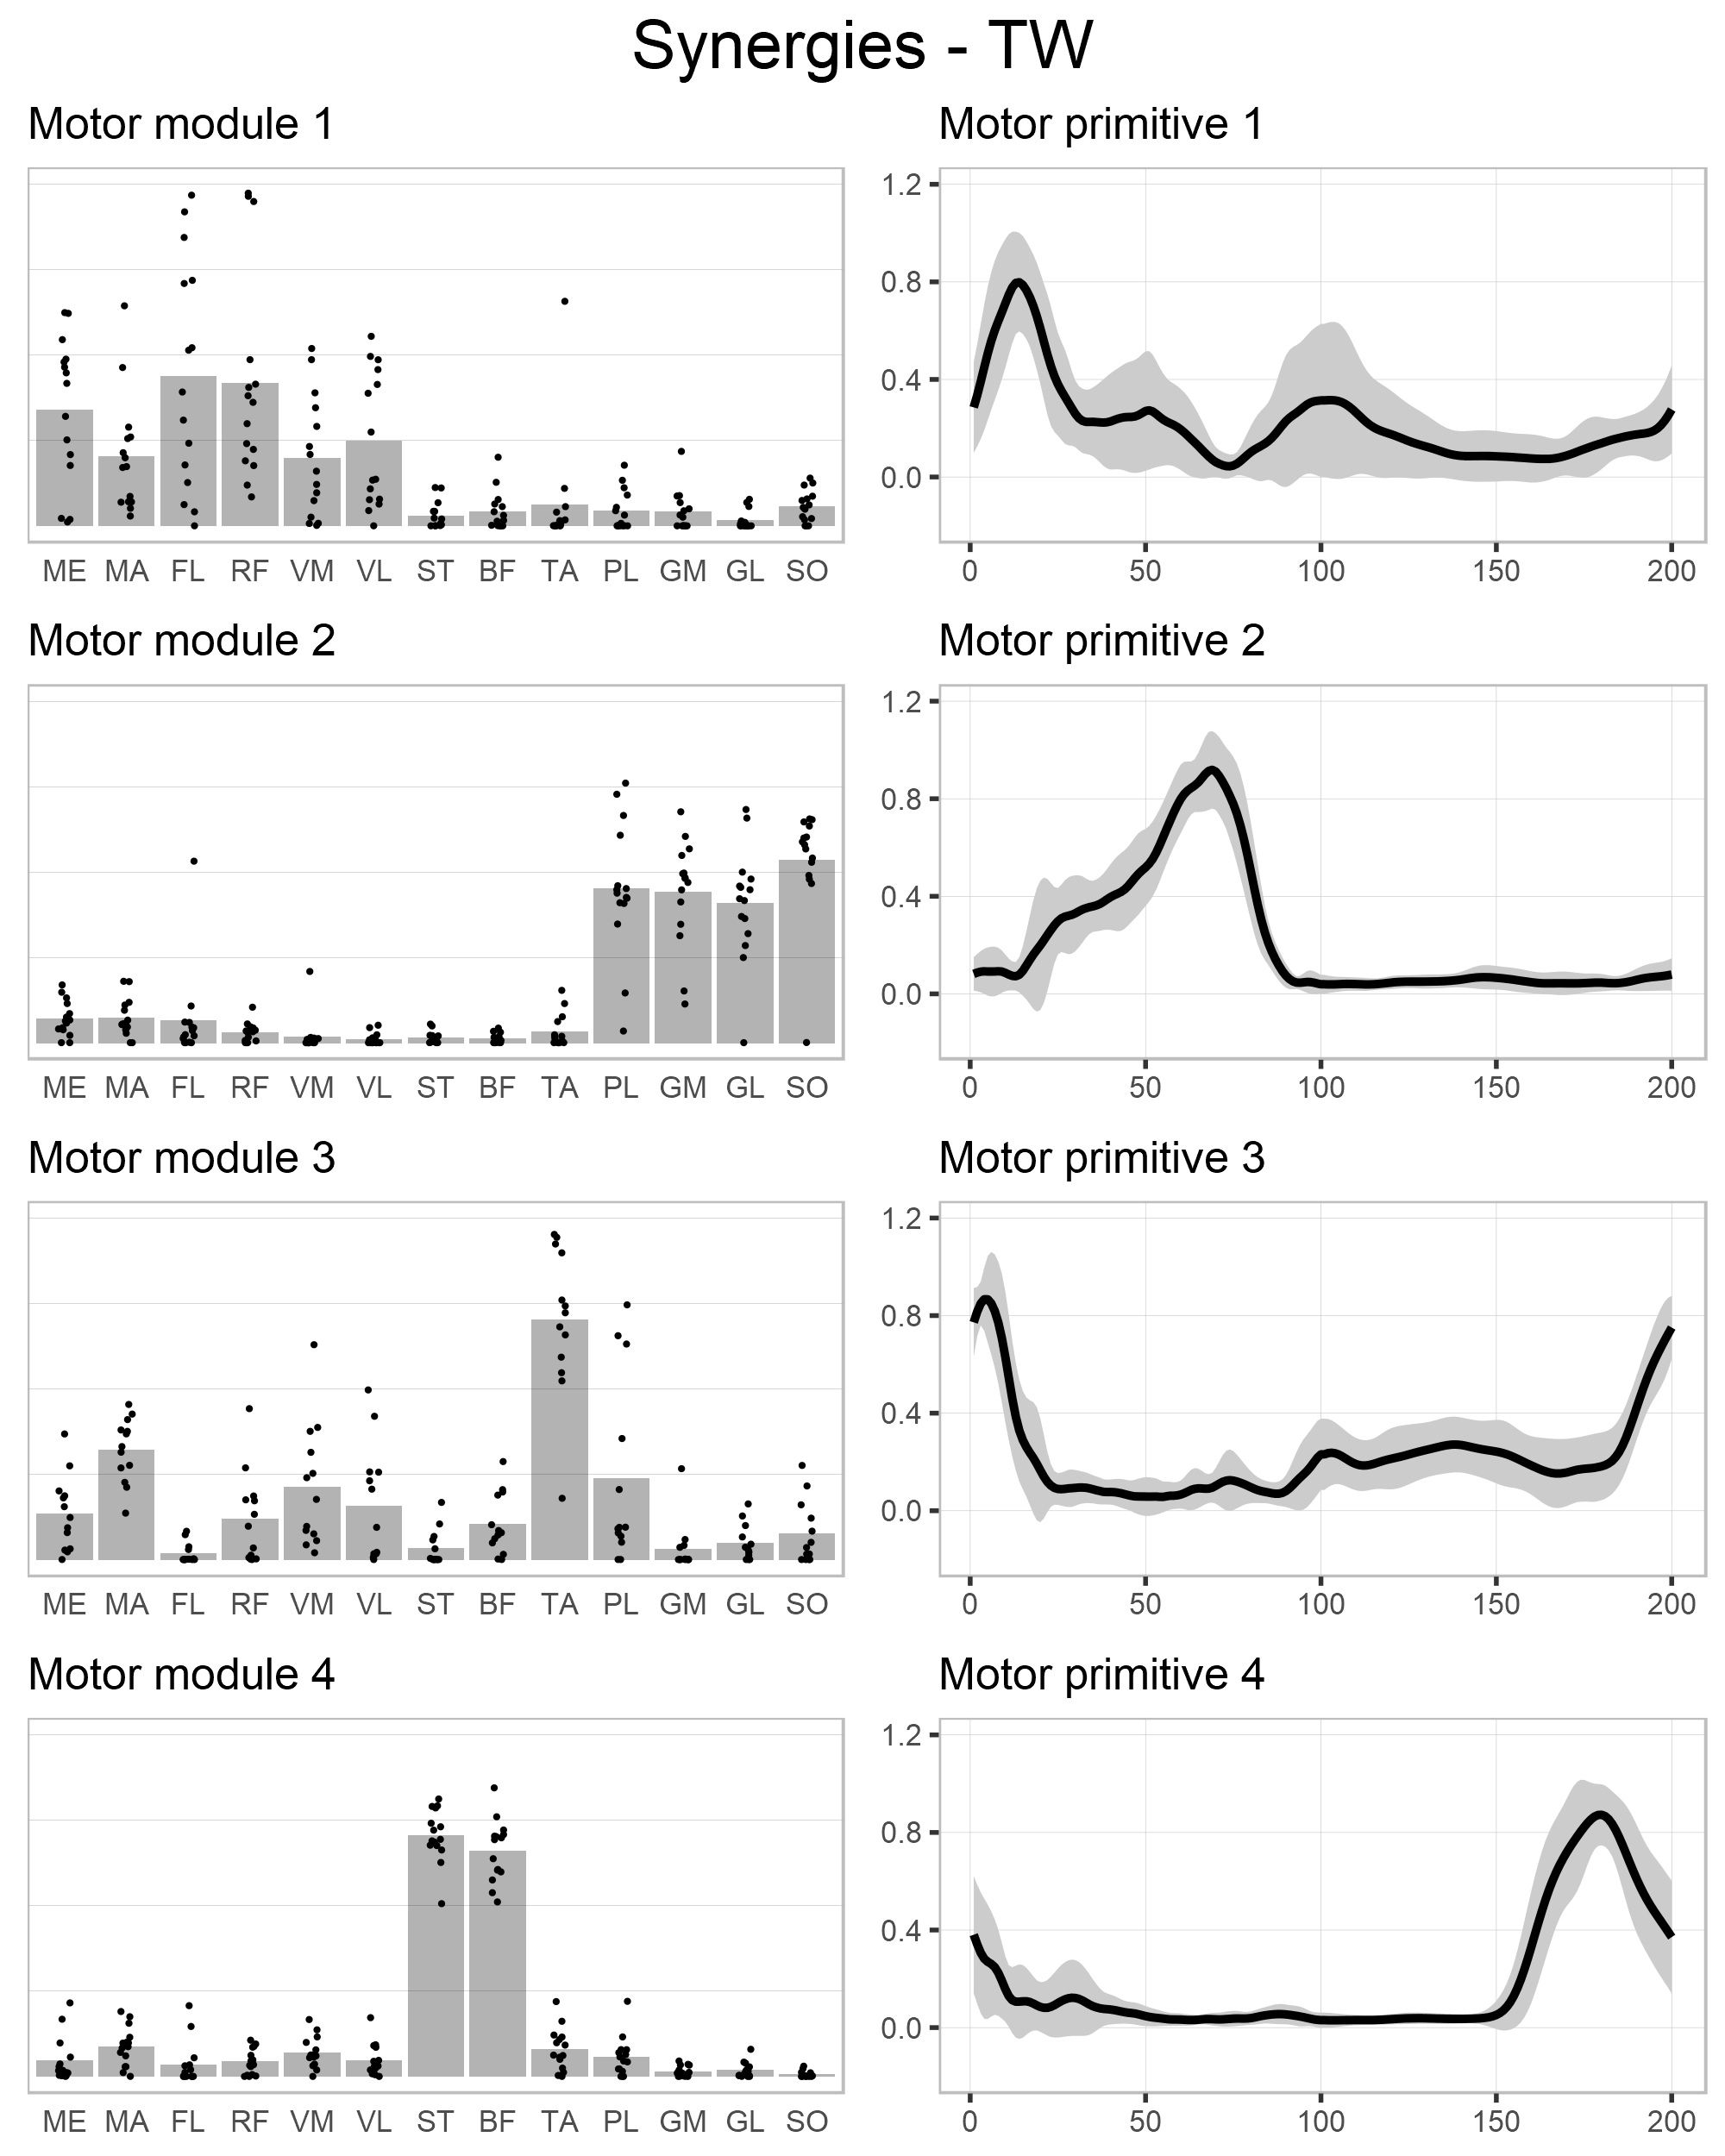 Synergies - TW
Motor module 1
Motor primitive 1
1.2
0.8
0.4
0.0
ME MA FL RF VM VL ST BF TA PL GM GL SO
0 50 100 150 200
Motor module 2
Motor primitive 2
1.2
0.8
0.4
0.0
ME MA FL RF VM VL ST BF TA PL GM GL SO
0 50 100 150 200
Motor module 3
Motor primitive 3
1.2
0.8
0.4
0.0
ME MA FL RF VM VL ST BF TA PL GM GL SO
0 50 100 150 200
Motor module 4
Motor primitive 4
1.2
0.8
0.4
0.0
ME MA FL RF VM VL ST BF TA PL GM GL SO
0 50 100 150 200